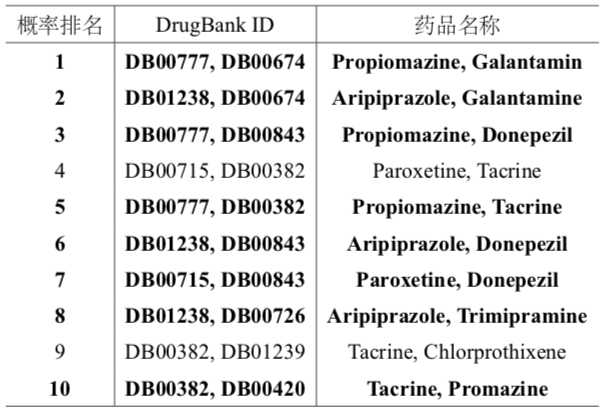 概率排名 DrugBank ID 药品名称
1 DB00777, DB00674 Propiomazine, Galantamin
2 DB01238, DB00674 Aripiprazole, Galantamine
3 DB00777, DB00843 Propiomazine, Donepezil
4 DB00715, DB00382 Paroxetine, Tacrine
5 DB00777, DB00382 Propiomazine, Tacrine
6 DB01238, DB00843 Aripiprazole, Donepezil
7 DB00715, DB00843 Paroxetine, Donepezil
8 DB01238, DB00726 Aripiprazole, Trimipramine
9 DB00382, DB01239 Tacrine, Chlorprothixene
10 DB00382, DB00420 Tacrine, Promazine